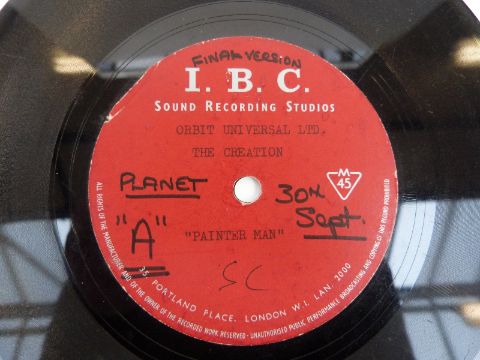 FINAL VERSION
I. B. C.
SOUND RECORDING STUDIOS
ORBIT UNIVERSAL LTD.
THE CREATION
PLANET
30th Sept.
M
45
"A"
"PAINTER MAN"
SC
35 PORTLAND PLACE, LONDON W.1. LAN. 2000
ALL RIGHTS OF THE MANUFACTURER AND OF THE OWNER OF THE RECORDED WORK RESERVED - UNAUTHORISED PUBLIC PERFORMANCE, BROADCASTING AND COPYING OF THIS RECORD PROHIBITED